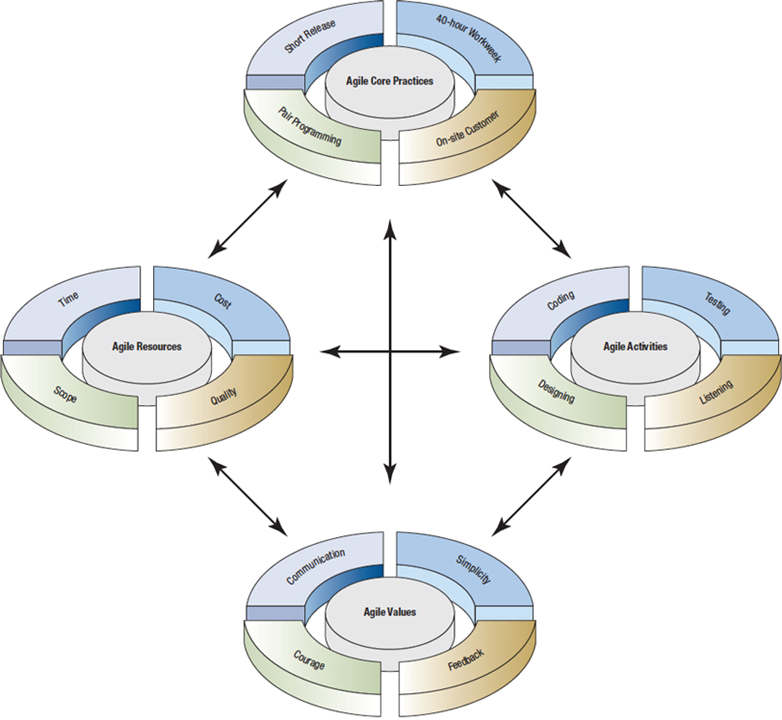 Short Release
40-hour Workweek
Agile Core Practices
Pair Programming
On-site Customer
Time
Cost
Agile Resources
Scope
Quality
Coding
Testing
Agile Activities
Designing
Listening
Communication
Simplicity
Agile Values
Courage
Feedback